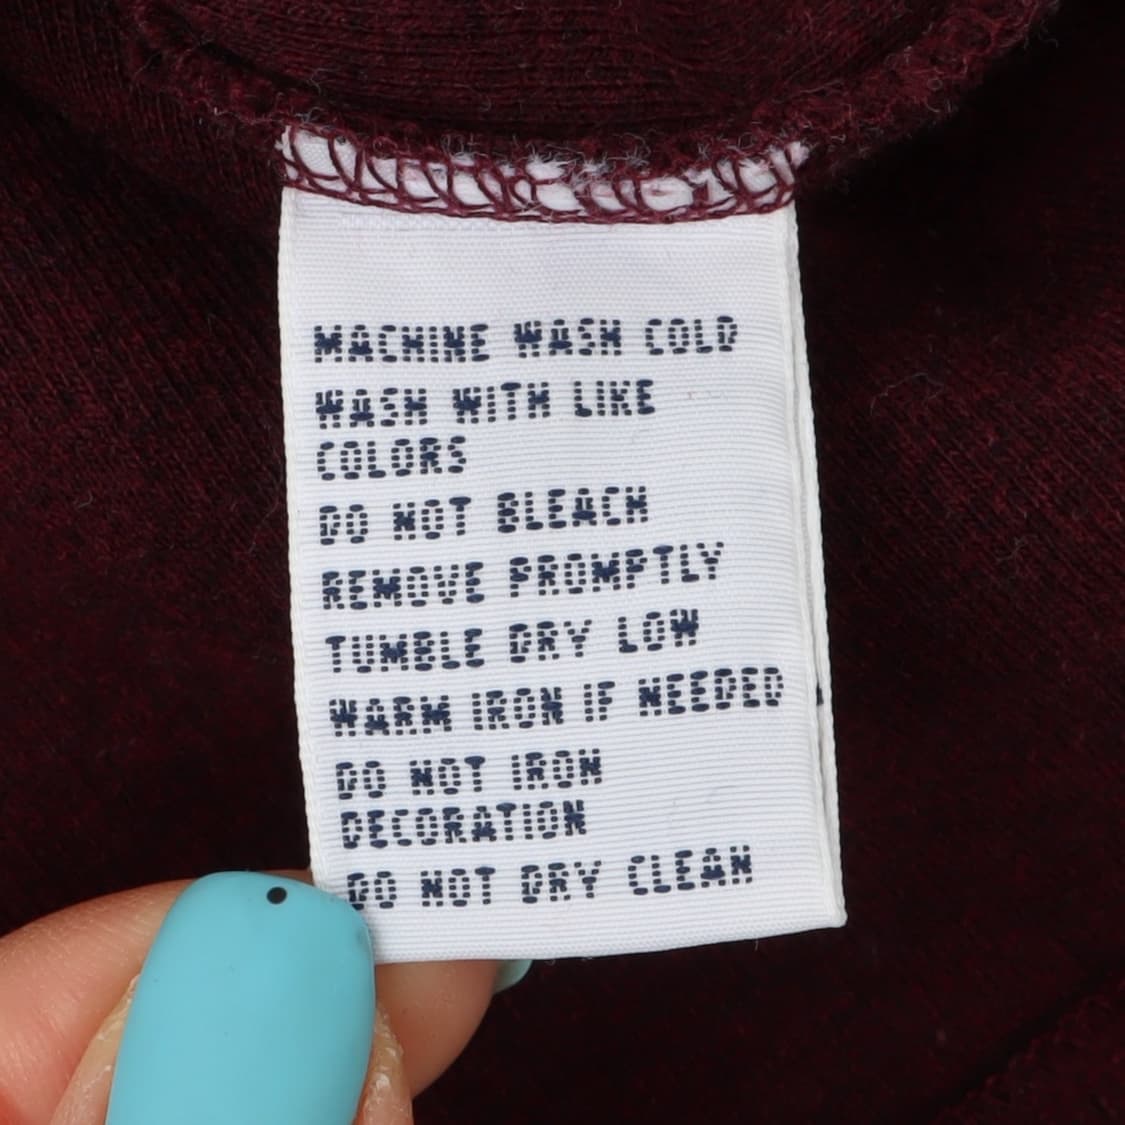 MACHINE WASH COLD
WASH WITH LIKE
COLORS
DO NOT BLEACH
REMOVE PROMPTLY
TUMBLE DRY LOW
WARM IRON IF NEEDED
DO NOT IRON
DECORATION
DO NOT DRY CLEAN